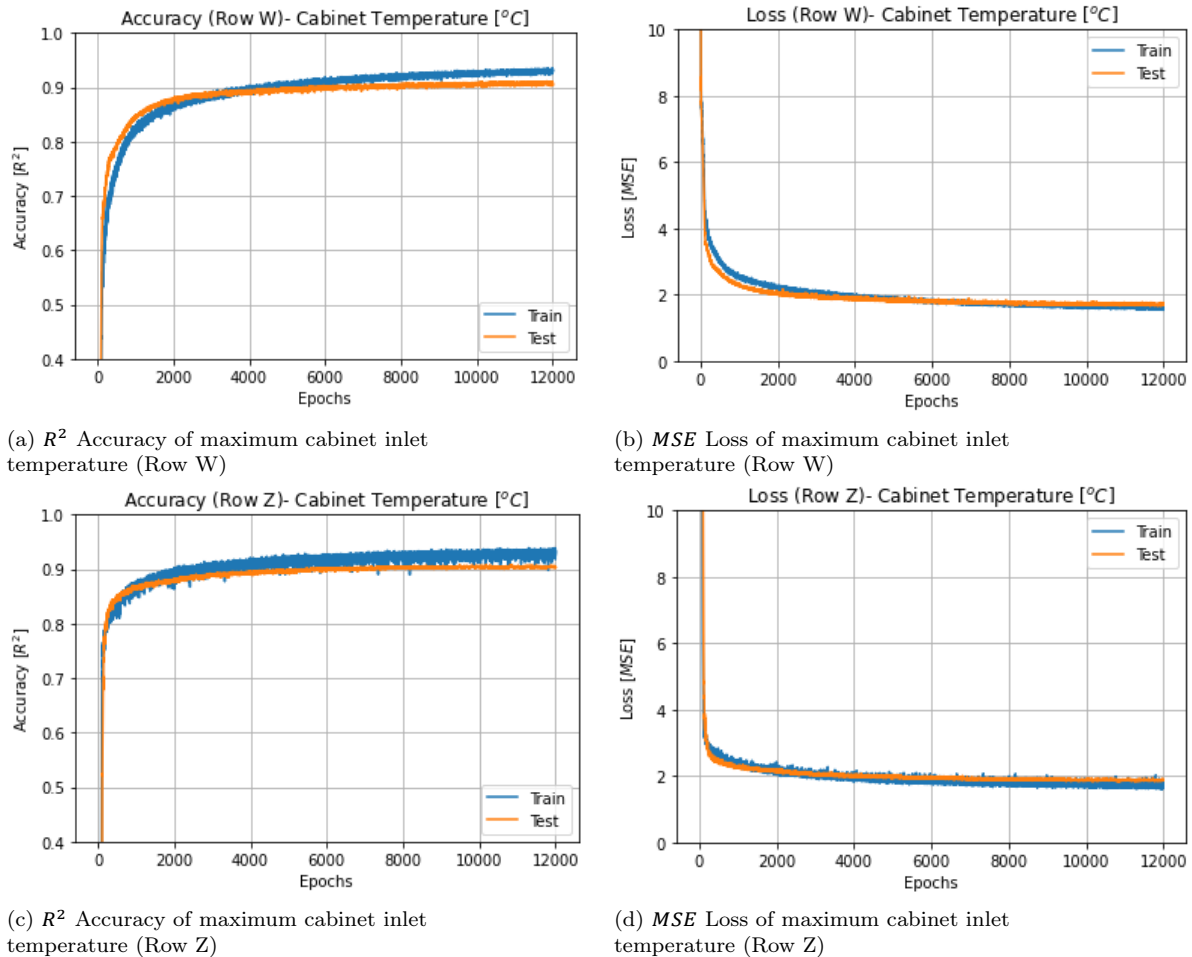 Accuracy (Row W)- Cabinet Temperature [°C]
1.0
0.9
0.8
0.7
0.6
0.5
0.4
Accuracy [R²]
Train
Test
0 2000 4000 6000 8000 10000 12000
Epochs
(a) R² Accuracy of maximum cabinet inlet
temperature (Row W)
Loss (Row W)- Cabinet Temperature [°C]
10
8
6
4
2
0
Loss [MSE]
Train
Test
0 2000 4000 6000 8000 10000 12000
Epochs
(b) MSE Loss of maximum cabinet inlet
temperature (Row W)
Accuracy (Row Z)- Cabinet Temperature [°C]
1.0
0.9
0.8
0.7
0.6
0.5
0.4
Accuracy [R²]
Train
Test
0 2000 4000 6000 8000 10000 12000
Epochs
(c) R² Accuracy of maximum cabinet inlet
temperature (Row Z)
Loss (Row Z)- Cabinet Temperature [°C]
10
8
6
4
2
0
Loss [MSE]
Train
Test
0 2000 4000 6000 8000 10000 12000
Epochs
(d) MSE Loss of maximum cabinet inlet
temperature (Row Z)